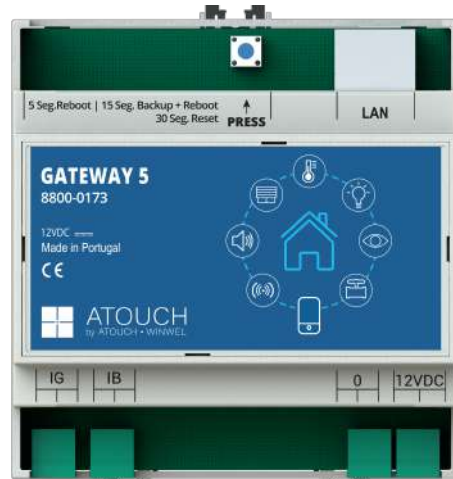 5 Seg.Reboot | 15 Seg. Backup + Reboot
30 Seg. Reset
PRESS
LAN
GATEWAY 5
8800-0173
12VDC
Made in Portugal
CE
ATOUCH
by ATOUCH • WINWEL
IG
IB
0
12VDC